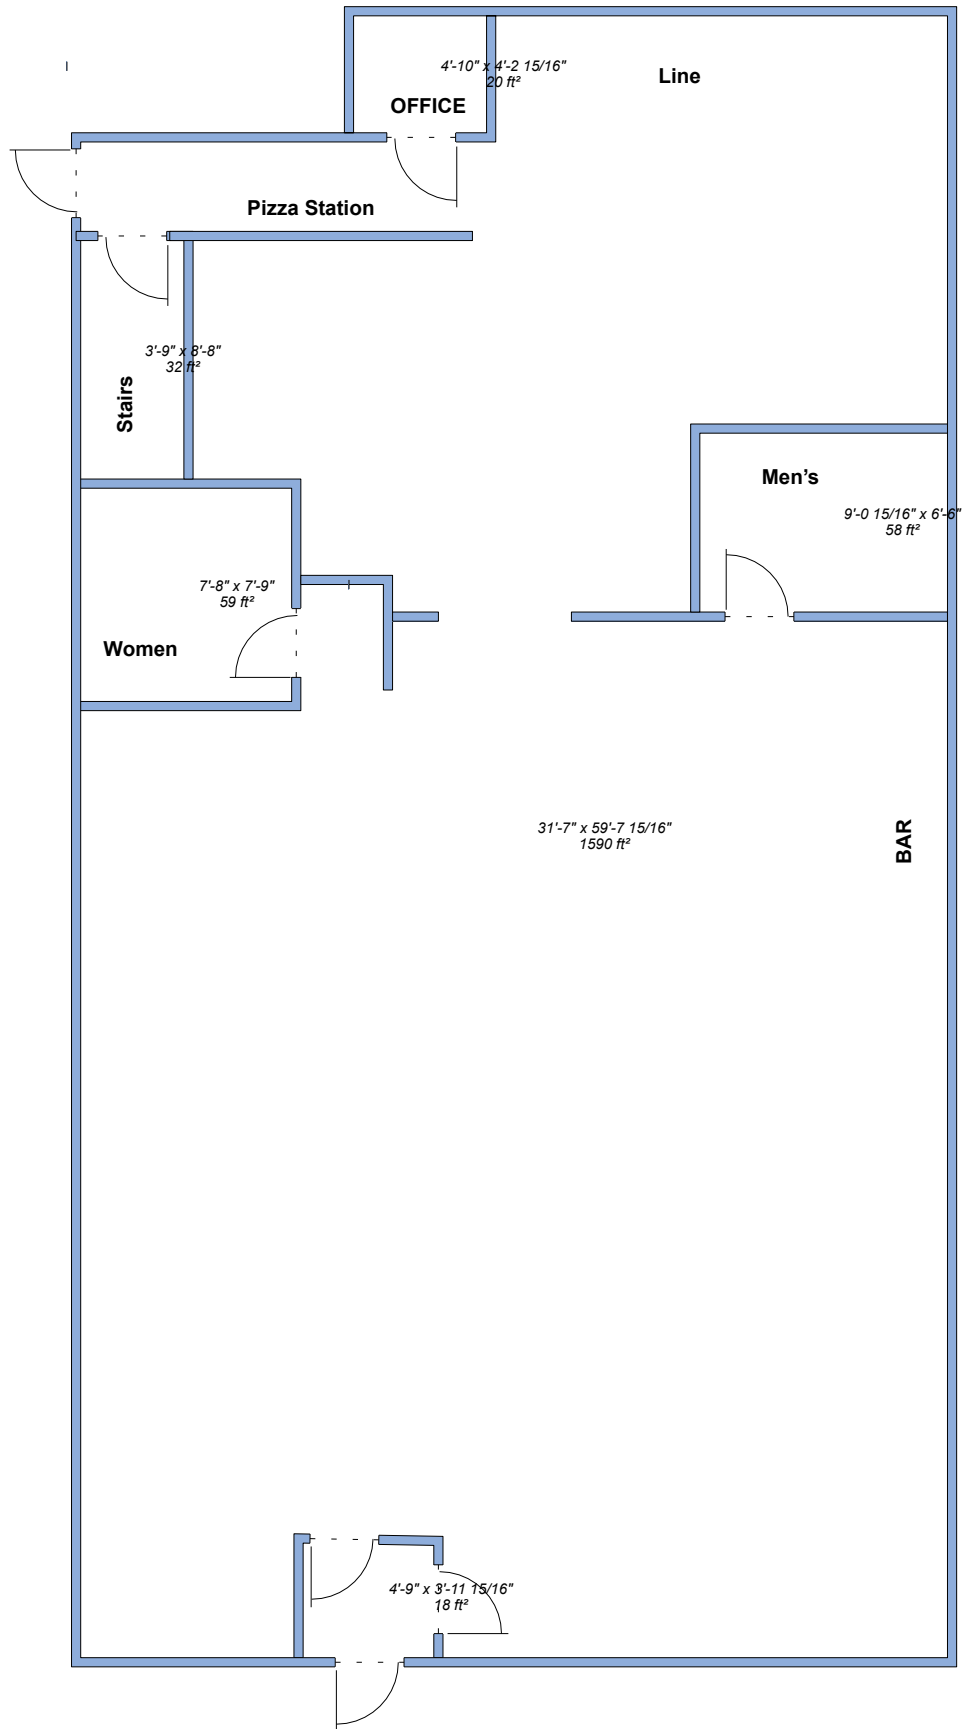 4'-10" x 4'-2 15/16"
20 ft²
Line
OFFICE
Pizza Station
3'-9" x 8'-8"
32 ft²
Stairs
Men’s
9'-0 15/16" x 6'-6"
58 ft²
7'-8" x 7'-9"
59 ft²
Women
31'-7" x 59'-7 15/16"
1590 ft²
BAR
4'-9" x 3'-11 15/16"
18 ft²